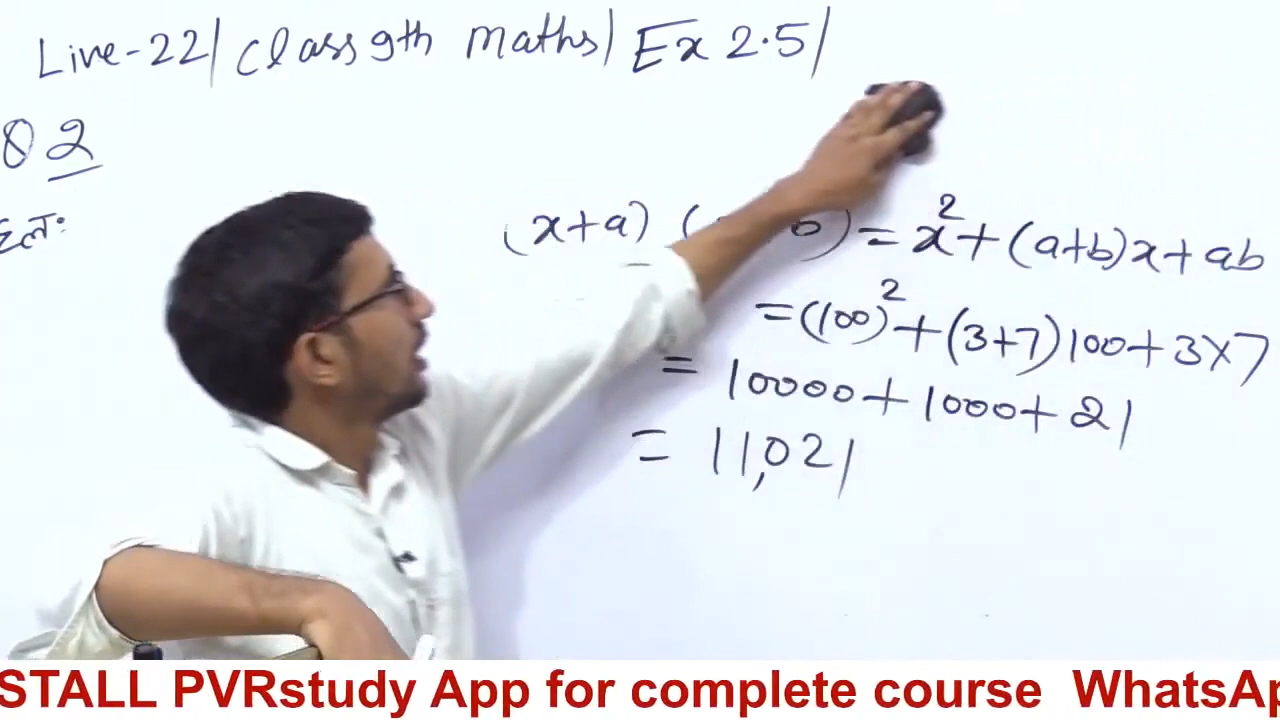 Live-22| Class 9th maths| Ex 2.5|
Q 2
हल:
(x+a) ( = x² + (a+b)x + ab
= (100)² + (3+7)100 + 3×7
= 10000 + 1000 + 21
= 11,021
STALL PVRstudy App for complete course WhatsAp